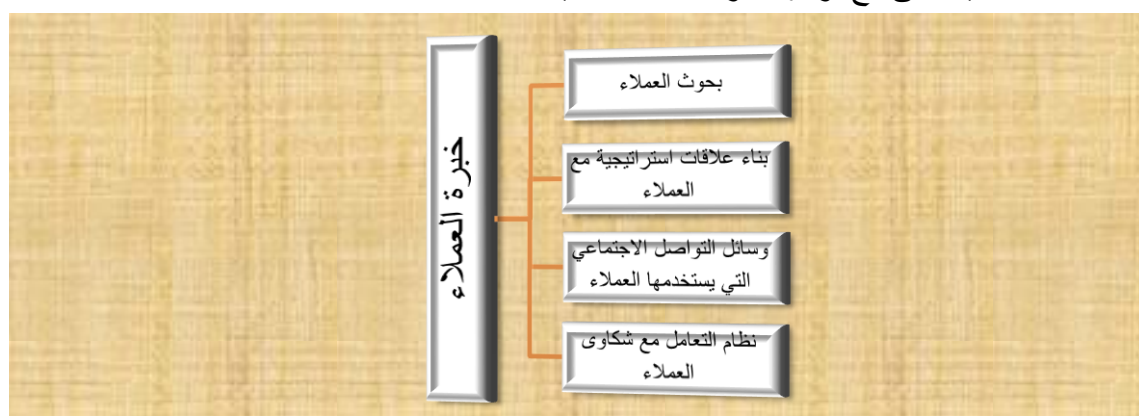 خبرة العملاء
بحوث العملاء
بناء علاقات استراتيجية مع
العملاء
وسائل التواصل الاجتماعي
التي يستخدمها العملاء
نظام التعامل مع شكاوى
العملاء